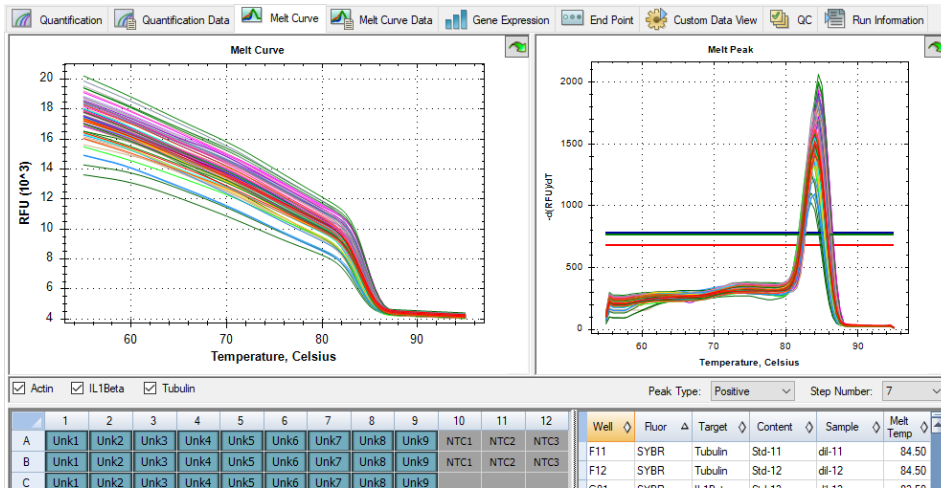 Quantification Quantification Data Melt Curve Melt Curve Data Gene Expression End Point Custom Data View QC Run Information
Melt Curve
20
18
16
14
12
10
8
6
4
RFU (10^3)
60 70 80 90
Temperature, Celsius
Melt Peak
2000
1500
1000
500
0
-d(RFU)/dT
60 70 80 90
Temperature, Celsius
Actin IL1Beta Tubulin
Peak Type: Positive Step Number: 7
1 2 3 4 5 6 7 8 9 10 11 12
A Unk1 Unk2 Unk3 Unk4 Unk5 Unk6 Unk7 Unk8 Unk9 NTC1 NTC2 NTC3
B Unk1 Unk2 Unk3 Unk4 Unk5 Unk6 Unk7 Unk8 Unk9 NTC1 NTC2 NTC3
C Unk1 Unk2 Unk3 Unk4 Unk5 Unk6 Unk7 Unk8 Unk9
Well Fluor Target Content Sample Melt Temp
F11 SYBR Tubulin Std-11 dil-11 84.50
F12 SYBR Tubulin Std-12 dil-12 84.50